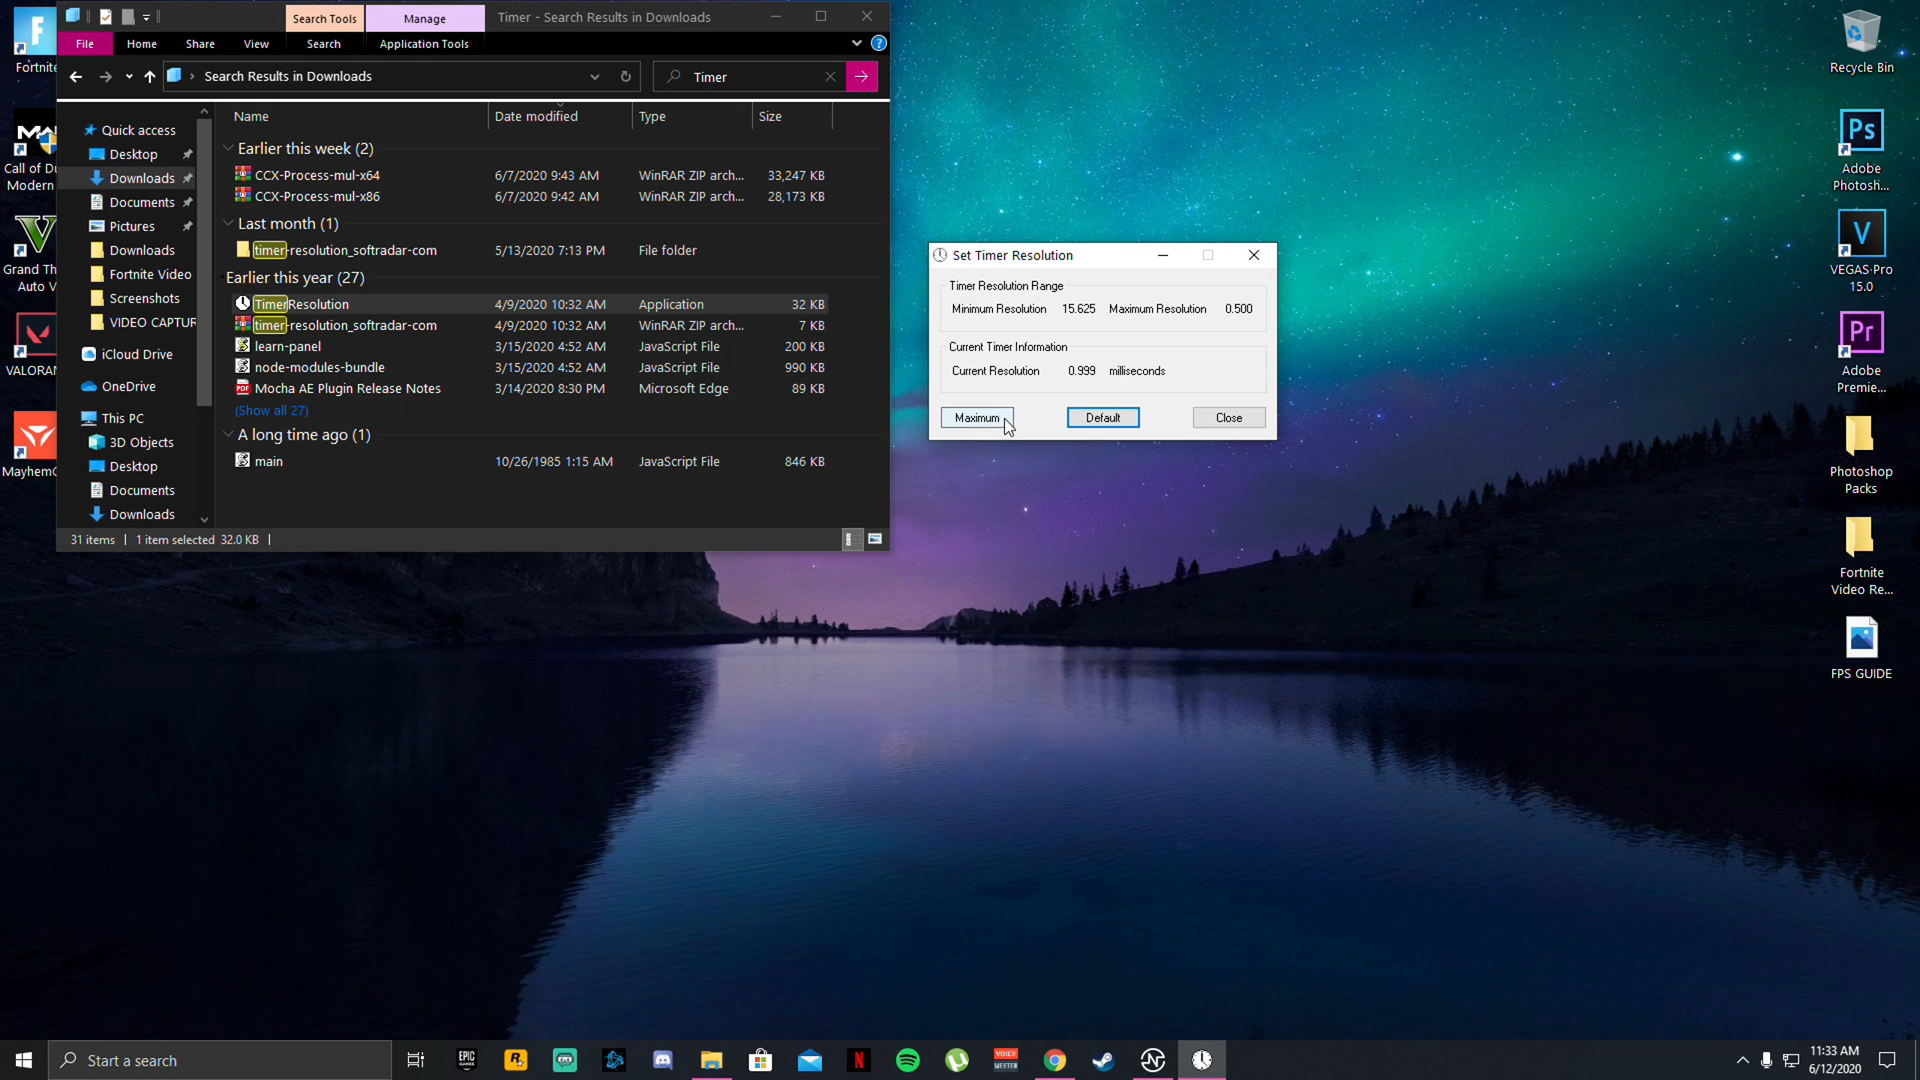 Search Tools
Manage
Timer - Search Results in Downloads
File
Home
Share
View
Search
Application Tools
Search Results in Downloads
Timer
Name
Date modified
Type
Size
Quick access
Desktop
Downloads
Documents
Pictures
Downloads
Fortnite Video
Screenshots
VIDEO CAPTUR
iCloud Drive
OneDrive
This PC
3D Objects
Desktop
Documents
Downloads
Earlier this week (2)
CCX-Process-mul-x64 6/7/2020 9:43 AM WinRAR ZIP arch... 33,247 KB
CCX-Process-mul-x86 6/7/2020 9:42 AM WinRAR ZIP arch... 28,173 KB
Last month (1)
timer-resolution_softradar-com 5/13/2020 7:13 PM File folder
Earlier this year (27)
TimerResolution 4/9/2020 10:32 AM Application 32 KB
timer-resolution_softradar-com 4/9/2020 10:32 AM WinRAR ZIP arch... 7 KB
learn-panel 3/15/2020 4:52 AM JavaScript File 200 KB
node-modules-bundle 3/15/2020 4:52 AM JavaScript File 990 KB
Mocha AE Plugin Release Notes 3/14/2020 8:30 PM Microsoft Edge 89 KB
(Show all 27)
A long time ago (1)
main 10/26/1985 1:15 AM JavaScript File 846 KB
31 items
1 item selected 32.0 KB
Set Timer Resolution
Timer Resolution Range
Minimum Resolution 15.625 Maximum Resolution 0.500
Current Timer Information
Current Resolution 0.999 milliseconds
Maximum
Default
Close
Fortnite
Call of Du
Modern
Grand The
Auto V
VALORAN
MayhemC
Recycle Bin
Ps
Adobe
Photosh...
V
VEGAS Pro
15.0
Pr
Adobe
Premie...
Photoshop
Packs
Fortnite
Video Re...
FPS GUIDE
Start a search
EPIC
GAMES
VOICE
MEETER
11:33 AM
6/12/2020